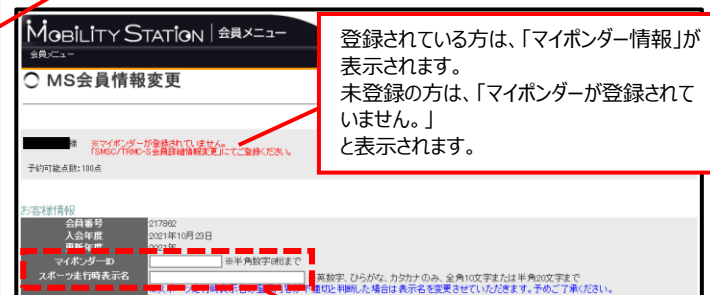 MOBILITY STATION 会員メニュー
会員メニュー
登録されている方は、「マイポンダー情報」が
表示されます。
未登録の方は、「マイポンダーが登録されて
いません。」
と表示されます。
MS会員情報変更
様 ※マイポンダーが登録されていません。
「SMSC/TRMC-S会員詳細情報変更」にてご登録ください。
予約可能点数:100点
お客様情報
会員番号 217862
入会年度 2021年10月23日
更新年度 2021年
マイポンダーID ※半角数字9桁まで
スポーツ走行時表示名 英数字、ひらがな、カタカナのみ、全角10文字または半角20文字まで
適切と判断した場合は表示名を変更させていただきます。予めご了承ください。